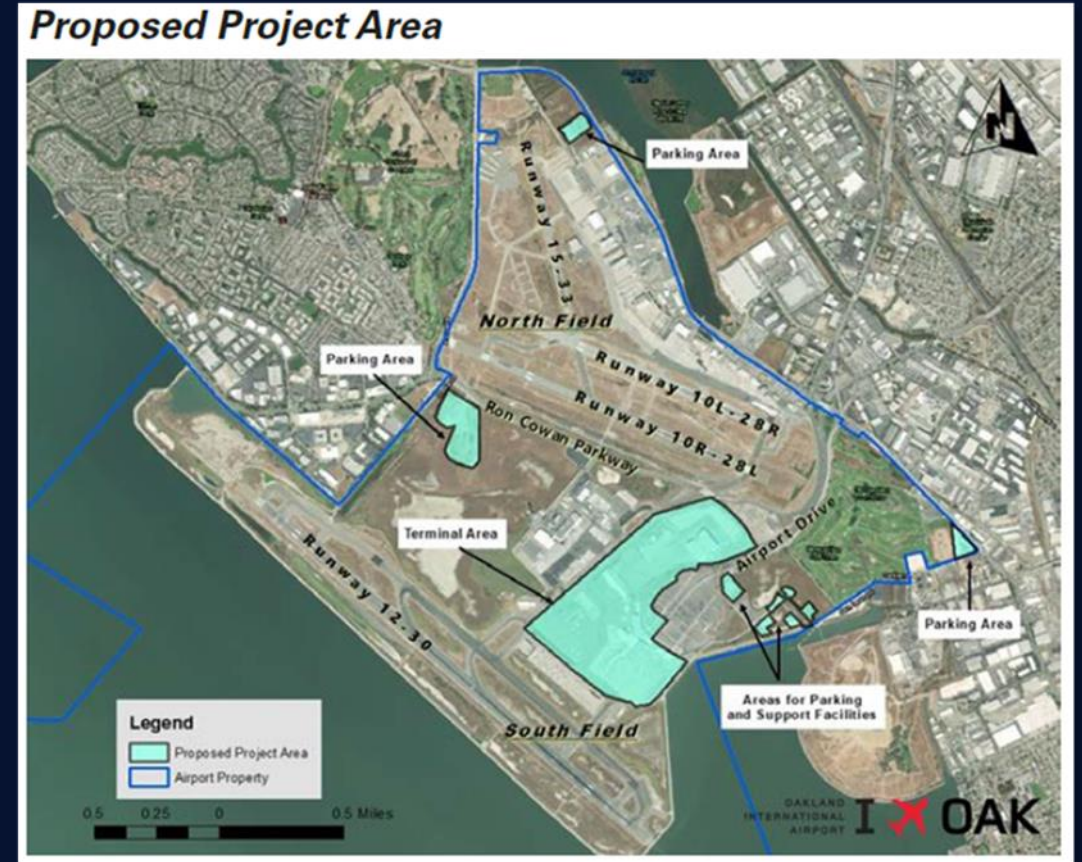 Proposed Project Area
N
Parking Area
Runway 15-33
North Field
Parking Area
Runway 10L-28R
Runway 10R-28L
Ron Cowan Parkway
Terminal Area
Airport Drive
Runway 12-30
Parking Area
Areas for Parking
and Support Facilities
South Field
Legend
Proposed Project Area
Airport Property
0.5 0.25 0 0.5 Miles
OAKLAND
INTERNATIONAL
AIRPORT
I OAK